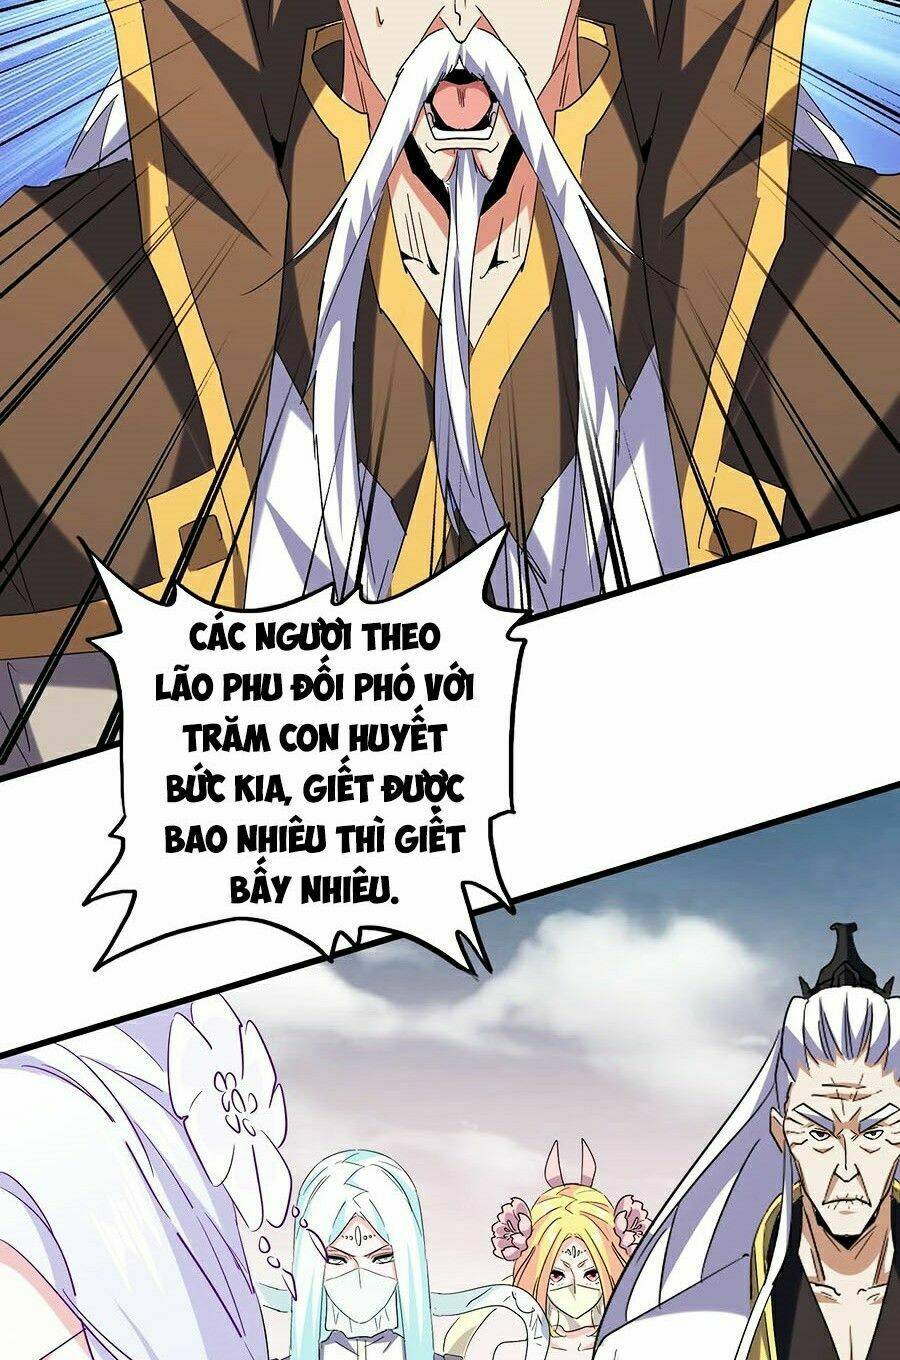 CÁC NGƯƠI THEO
LÃO PHU ĐỐI PHÓ VỚI
TRĂM CON HUYẾT
BỨC KIA, GIẾT ĐƯỢC
BAO NHIÊU THÌ GIẾT
BẤY NHIÊU.